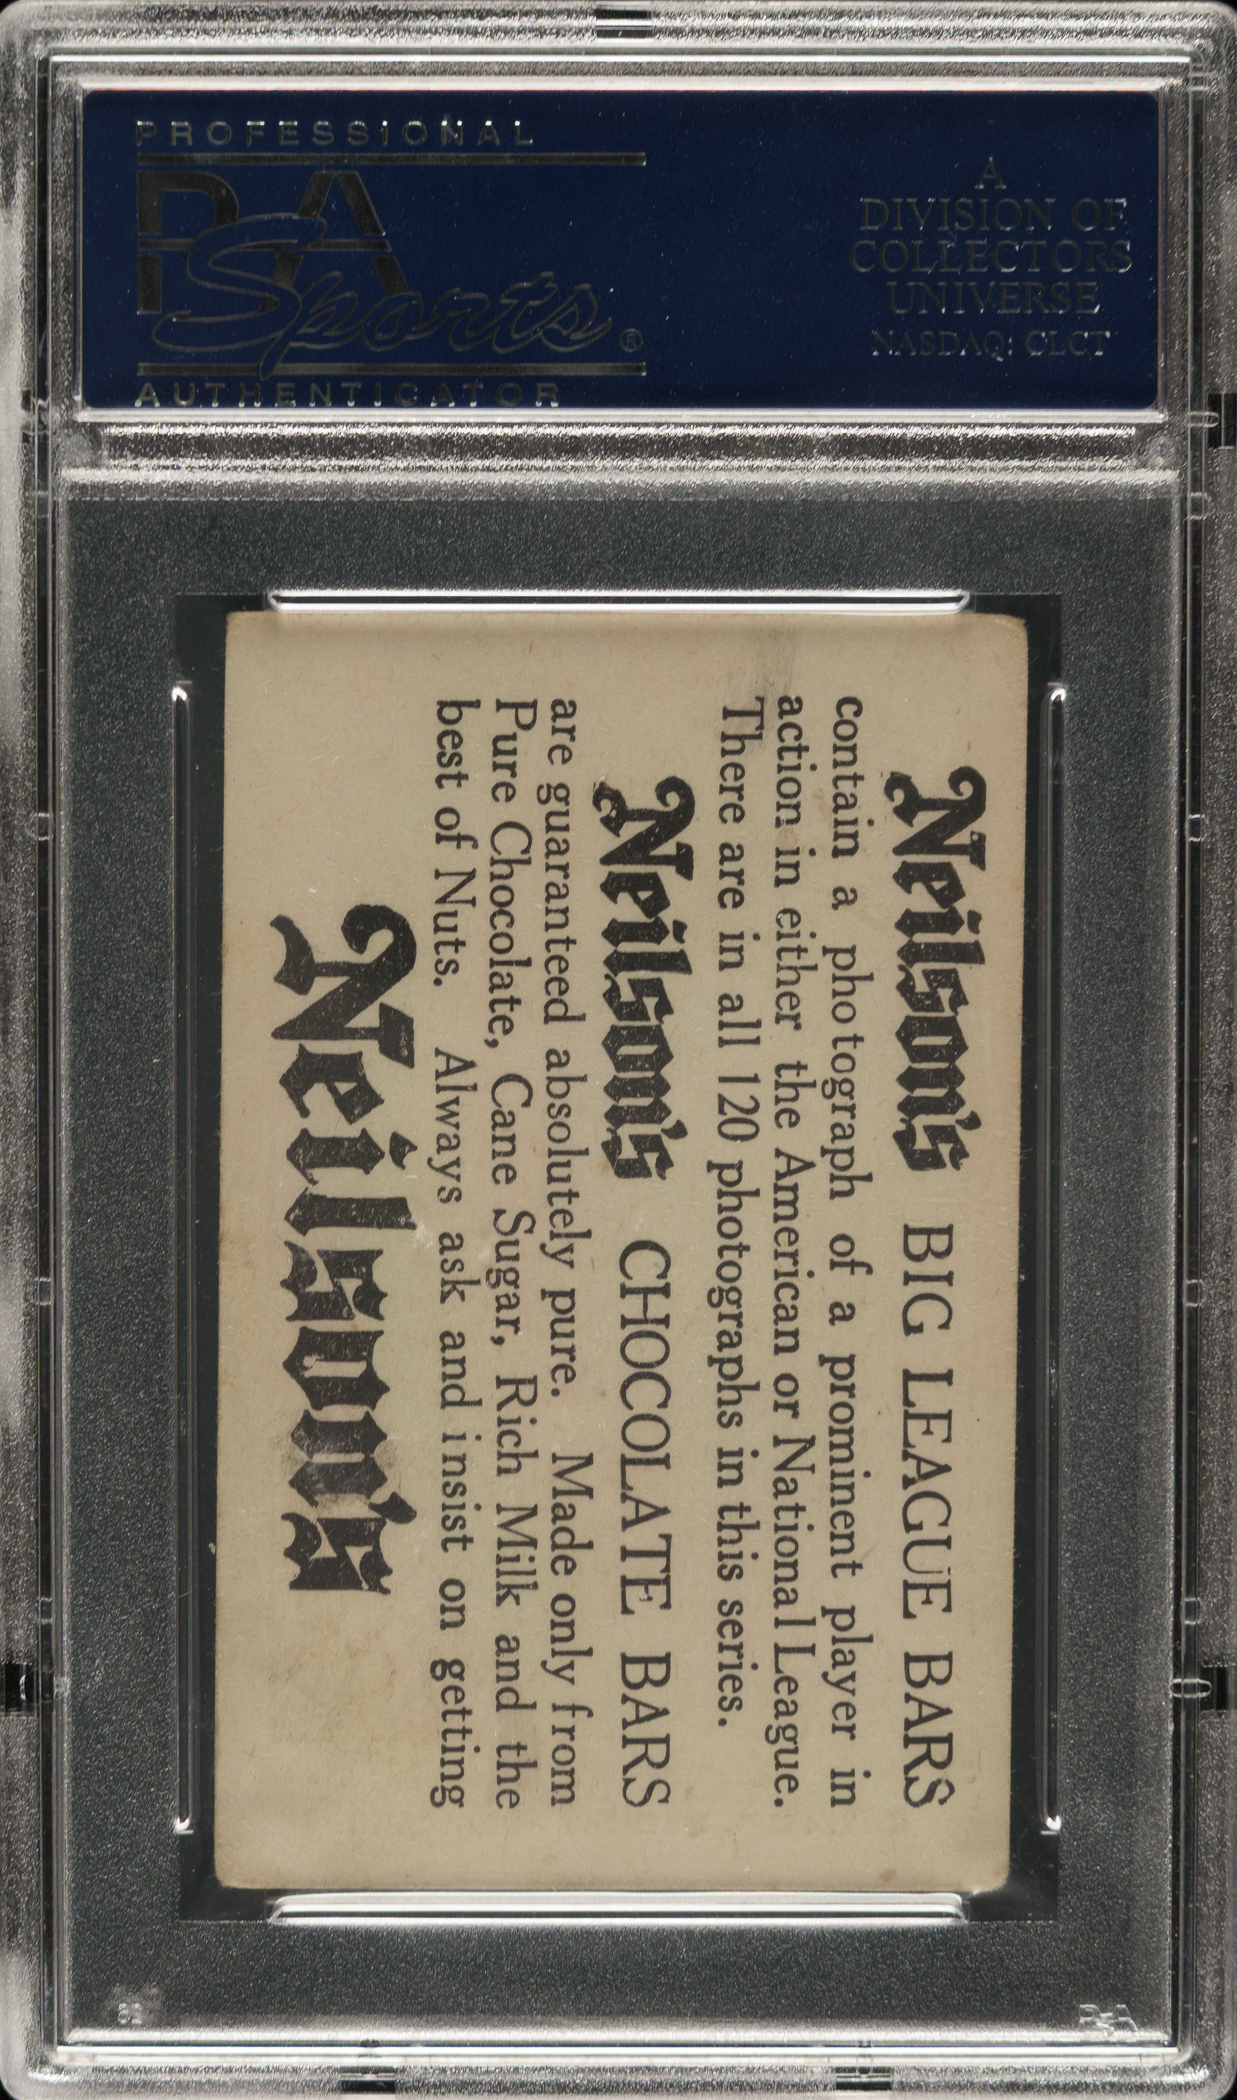 PROFESSIONAL
PSA
Sports®
AUTHENTICATOR
A
DIVISION OF
COLLECTORS
UNIVERSE
NASDAQ: CLCT
Neilson's BIG LEAGUE BARS
contain a photograph of a prominent player in
action in either the American or National League.
There are in all 120 photographs in this series.
Neilson's CHOCOLATE BARS
are guaranteed absolutely pure. Made only from
Pure Chocolate, Cane Sugar, Rich Milk and the
best of Nuts. Always ask and insist on getting
Neilson's
PSA